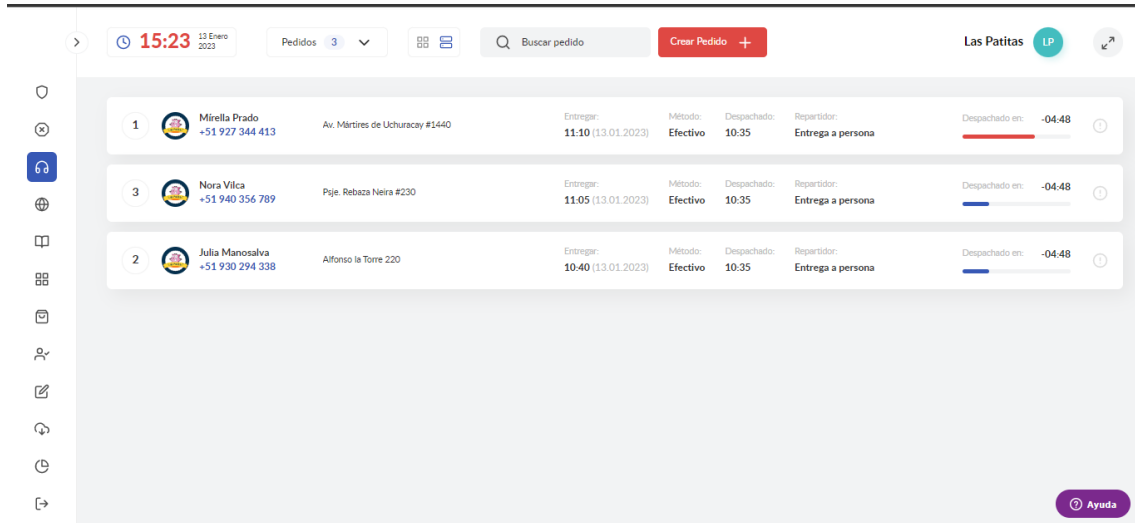 15:23 13 Enero 2023
Pedidos 3
Buscar pedido
Crear Pedido
Las Patitas LP
1
Mírella Prado
+51 927 344 413
Av. Mártires de Uchuracay #1440
Entregar:
11:10 (13.01.2023)
Método:
Efectivo
Despachado:
10:35
Repartidor:
Entrega a persona
Despachado en: -04:48
3
Nora Vilca
+51 940 356 789
Psje. Rebaza Neira #230
Entregar:
11:05 (13.01.2023)
Método:
Efectivo
Despachado:
10:35
Repartidor:
Entrega a persona
Despachado en: -04:48
2
Julia Manosalva
+51 930 294 338
Alfonso la Torre 220
Entregar:
10:40 (13.01.2023)
Método:
Efectivo
Despachado:
10:35
Repartidor:
Entrega a persona
Despachado en: -04:48
Ayuda